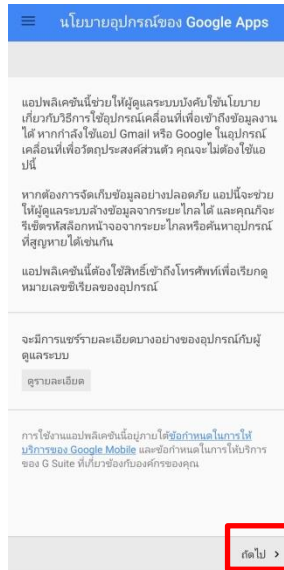 นโยบายอุปกรณ์ของ Google Apps
แอปพลิเคชันนี้ช่วยให้ผู้ดูแลระบบบังคับใช้นโยบาย
เกี่ยวกับวิธีการใช้อุปกรณ์เคลื่อนที่เพื่อเข้าถึงข้อมูลงาน
ได้ หากกำลังใช้แอป Gmail หรือ Google ในอุปกรณ์
เคลื่อนที่เพื่อวัตถุประสงค์ส่วนตัว คุณจะไม่ต้องใช้แอ
ปนี้
หากต้องการจัดเก็บข้อมูลอย่างปลอดภัย แอปนี้จะช่วย
ให้ผู้ดูแลระบบล้างข้อมูลจากระยะไกลได้ และคุณก็จะ
รีเซ็ตรหัสล็อกหน้าจอจากระยะไกลหรือค้นหาอุปกรณ์
ที่สูญหายได้เช่นกัน
แอปพลิเคชันนี้ต้องใช้สิทธิ์เข้าถึงโทรศัพท์เพื่อเรียกดู
หมายเลขซีเรียลของอุปกรณ์
จะมีการแชร์รายละเอียดบางอย่างของอุปกรณ์กับผู้
ดูแลระบบ
ดูรายละเอียด
การใช้งานแอปพลิเคชันนี้อยู่ภายใต้ข้อกำหนดในการให้
บริการของ Google Mobile และข้อกำหนดในการให้บริการ
ของ G Suite ที่เกี่ยวข้องกับองค์กรของคุณ
ถัดไป >